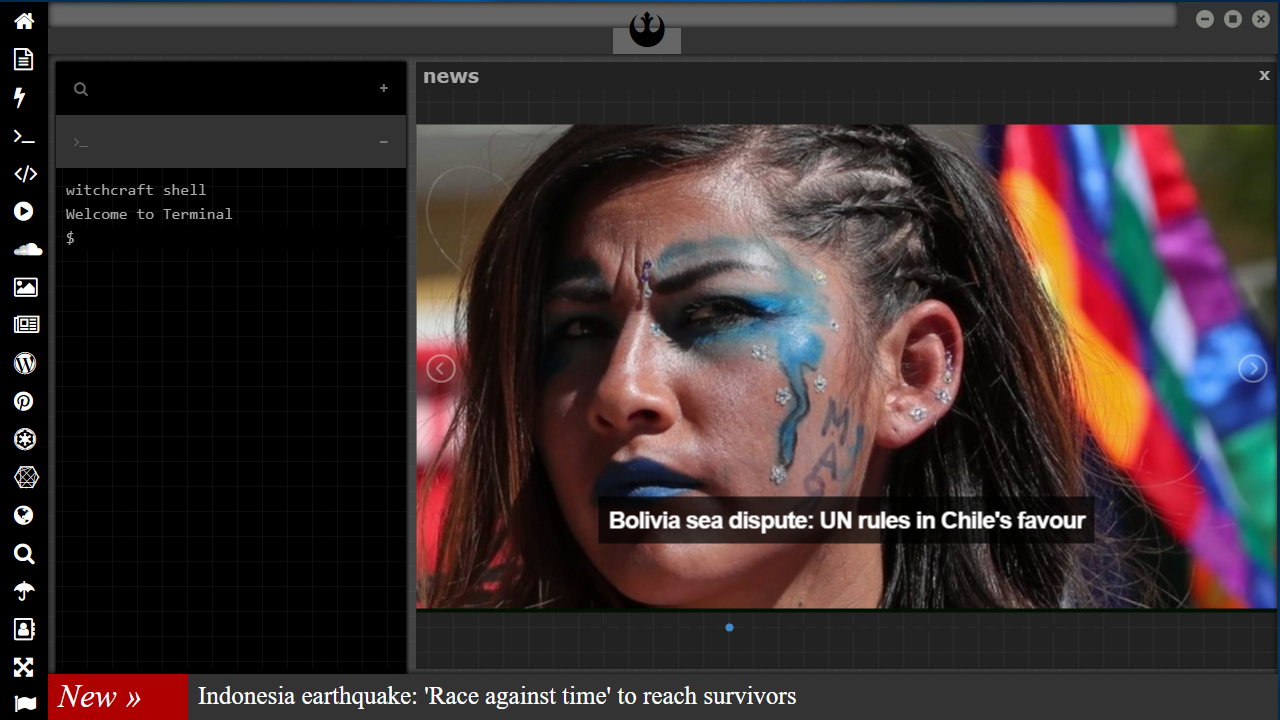 news
x
+
>_
−
witchcraft shell
Welcome to Terminal
$
Bolivia sea dispute: UN rules in Chile's favour
New »
Indonesia earthquake: 'Race against time' to reach survivors